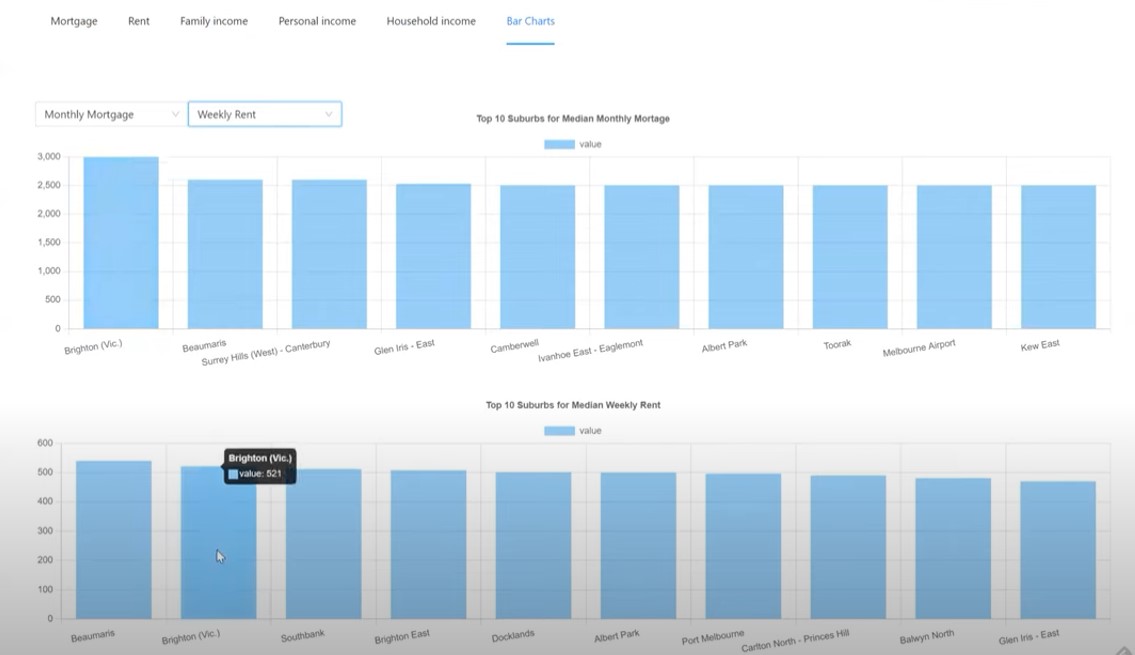 Mortgage Rent Family income Personal income Household income Bar Charts
Monthly Mortgage Weekly Rent
Top 10 Suburbs for Median Monthly Mortage
value
3,000
2,500
2,000
1,500
1,000
500
0
Brighton (Vic.) Beaumaris Surrey Hills (West) - Canterbury Glen Iris - East Camberwell Ivanhoe East - Eaglemont Albert Park Toorak Melbourne Airport Kew East
Top 10 Suburbs for Median Weekly Rent
value
600
500
400
300
200
100
0
Brighton (Vic.)
value: 521
Beaumaris Brighton (Vic.) Southbank Brighton East Docklands Albert Park Port Melbourne Carlton North - Princes Hill Balwyn North Glen Iris - East